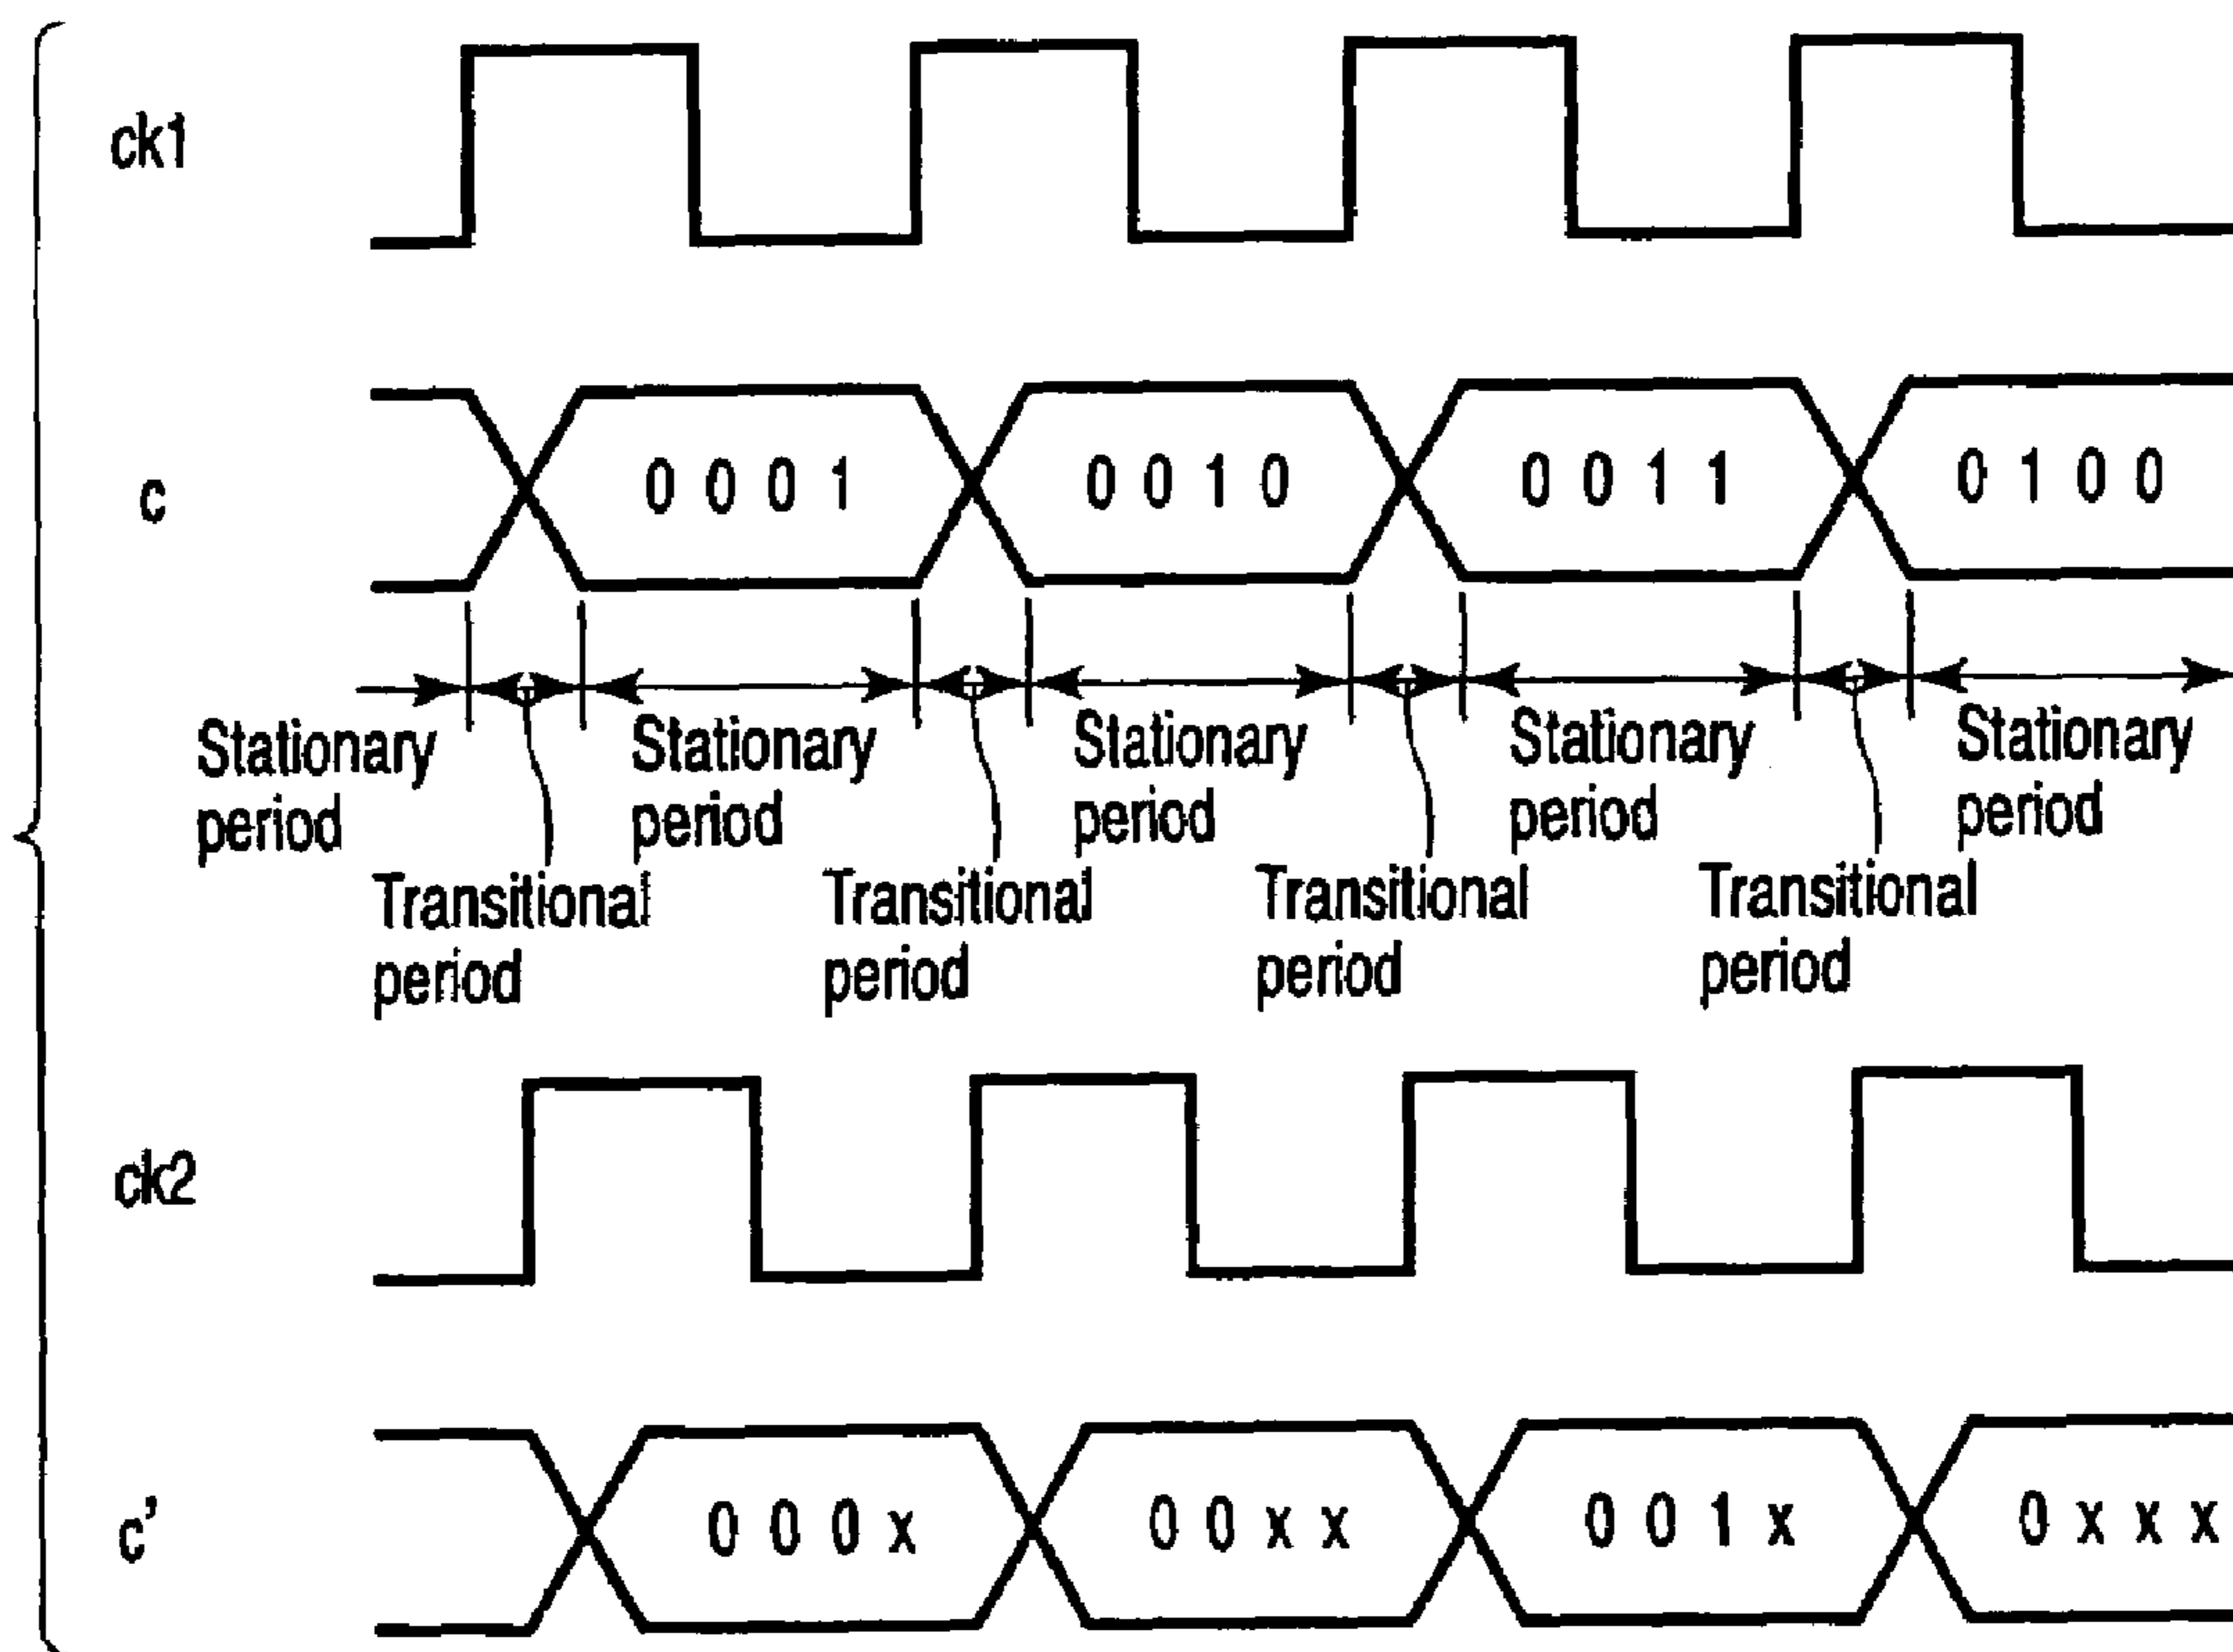 ck1
c
0 0 0 1
0 0 1 0
0 0 1 1
0 1 0 0
Stationary
period
Stationary
period
Stationary
period
Stationary
period
Stationary
period
Transitional
period
Transitional
period
Transitional
period
Transitional
period
ck2
c'
0 0 0 x
0 0 x x
0 0 1 x
0 x x x